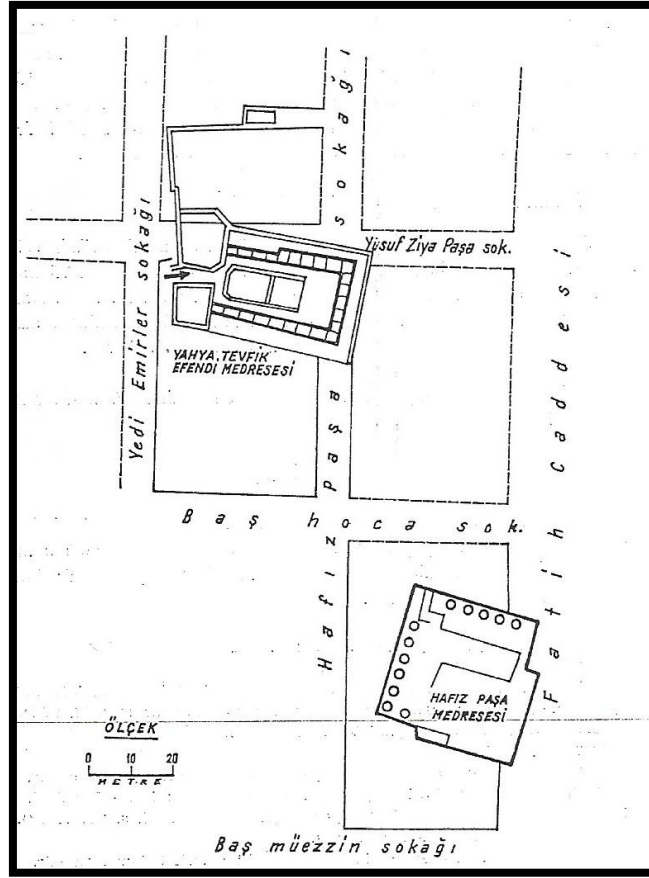 Yedi Emirler sokağı
Hafız paşa sokağı
Yusuf Ziya Paşa sok.
Fatih Caddesi
YAHYA TEVFİK
EFENDİ MEDRESESİ
Baş hoca sok.
HAFIZ PAŞA
MEDRESESİ
ÖLÇEK
0 10 20
METRE
Baş müezzin sokağı